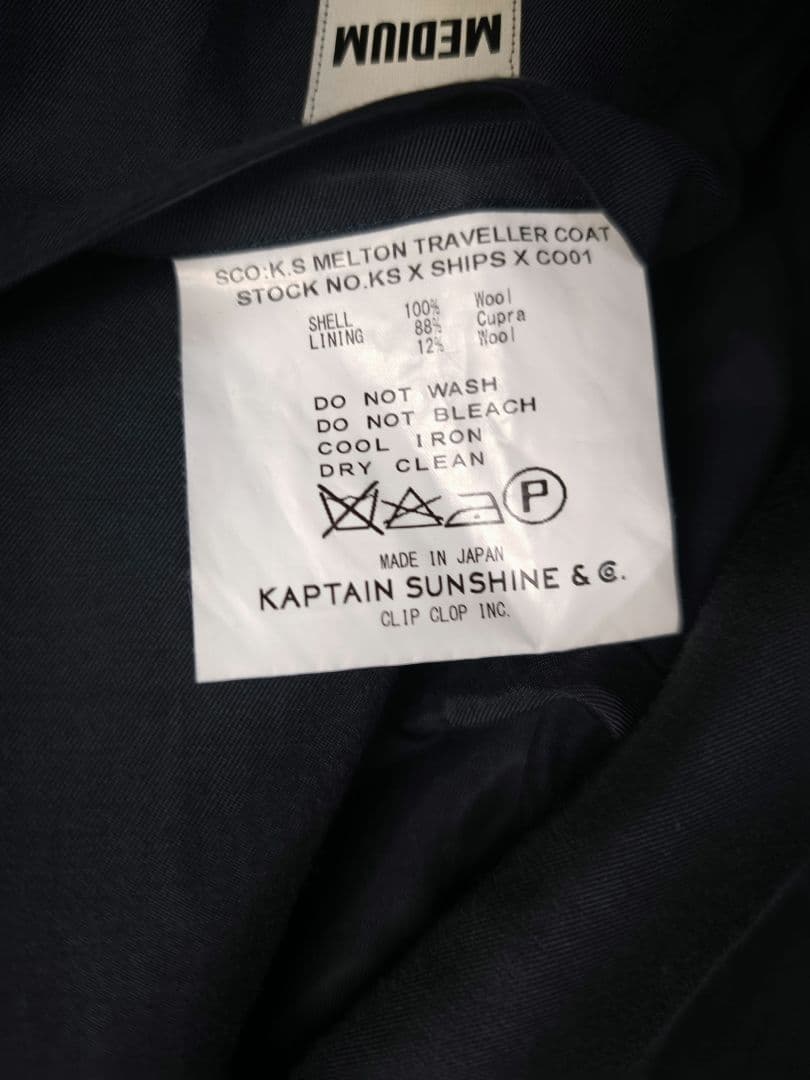 MEDIUM
SCO:K.S MELTON TRAVELLER COAT
STOCK NO.KS X SHIPS X CO01
SHELL 100% Wool
LINING 88% Cupra
12% Wool
DO NOT WASH
DO NOT BLEACH
COOL IRON
DRY CLEAN
P
MADE IN JAPAN
KAPTAIN SUNSHINE & Co.
CLIP CLOP INC.